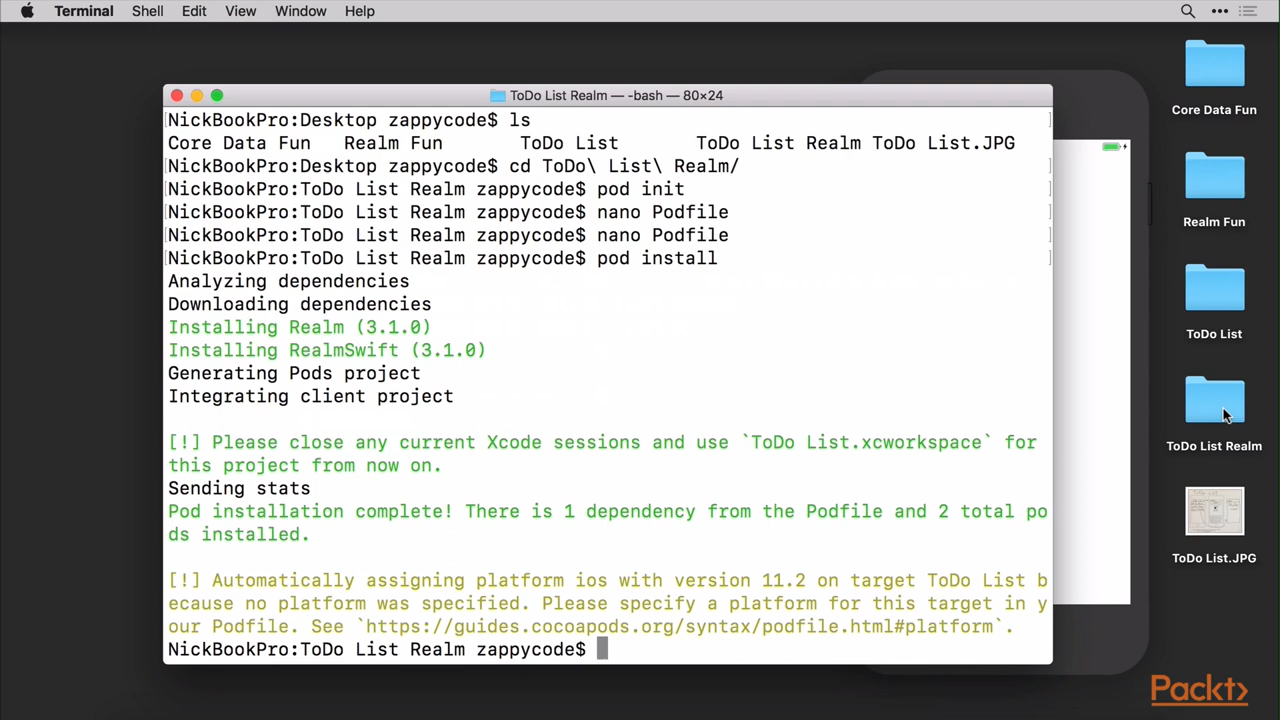 Terminal Shell Edit View Window Help
Core Data Fun
ToDo List Realm — -bash — 80×24
NickBookPro:Desktop zappycode$ ls
Core Data Fun Realm Fun ToDo List ToDo List Realm ToDo List.JPG
NickBookPro:Desktop zappycode$ cd ToDo\ List\ Realm/
NickBookPro:ToDo List Realm zappycode$ pod init
NickBookPro:ToDo List Realm zappycode$ nano Podfile
NickBookPro:ToDo List Realm zappycode$ nano Podfile
NickBookPro:ToDo List Realm zappycode$ pod install
Analyzing dependencies
Downloading dependencies
Installing Realm (3.1.0)
Installing RealmSwift (3.1.0)
Generating Pods project
Integrating client project
[!] Please close any current Xcode sessions and use `ToDo List.xcworkspace` for
this project from now on.
Sending stats
Pod installation complete! There is 1 dependency from the Podfile and 2 total po
ds installed.
[!] Automatically assigning platform ios with version 11.2 on target ToDo List b
ecause no platform was specified. Please specify a platform for this target in y
our Podfile. See `https://guides.cocoapods.org/syntax/podfile.html#platform`.
NickBookPro:ToDo List Realm zappycode$
Realm Fun
ToDo List
ToDo List Realm
ToDo List.JPG
Packt>